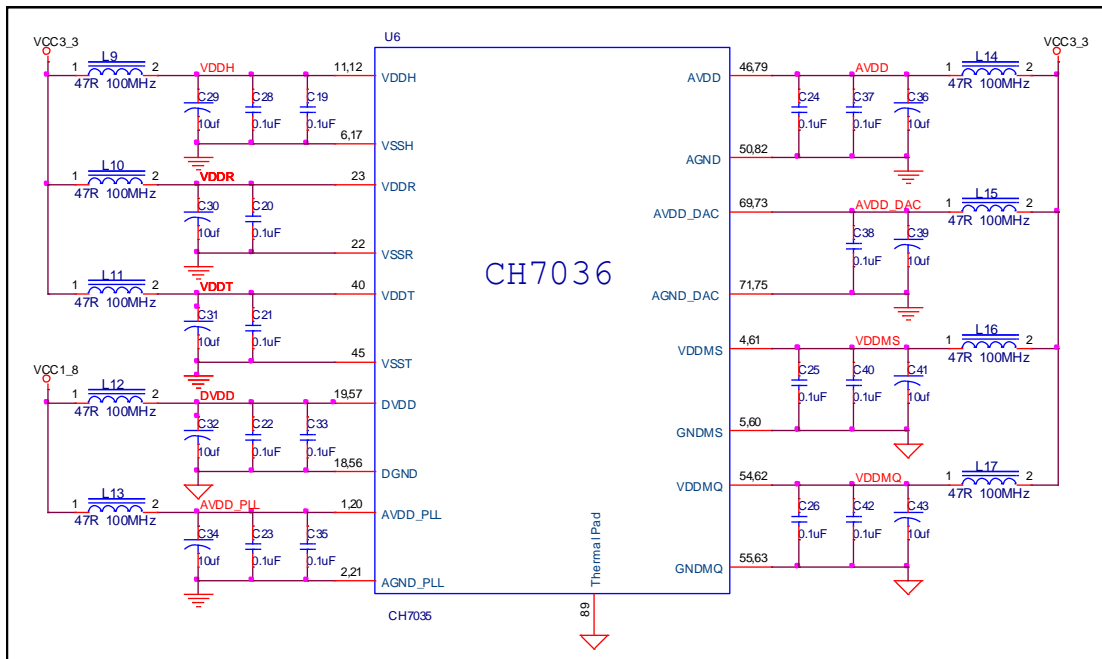 U6
VCC3_3
L9
1 2
47R 100MHz
VDDH
11,12
VDDH
C29
10uf
C28
0.1uF
C19
0.1uF
6,17
VSSH
L10
1 2
47R 100MHz
VDDR
23
VDDR
C30
10uf
C20
0.1uF
22
VSSR
L11
1 2
47R 100MHz
VDDT
40
VDDT
C31
10uf
C21
0.1uF
45
VSST
VCC1_8
L12
1 2
47R 100MHz
DVDD
19,57
DVDD
C32
10uf
C22
0.1uF
C33
0.1uF
18,56
DGND
L13
1 2
47R 100MHz
AVDD_PLL
1,20
AVDD_PLL
C34
10uf
C23
0.1uF
C35
0.1uF
2,21
AGND_PLL
CH7036
CH7035
Thermal Pad
89
VCC3_3
AVDD
46,79
AVDD
L14
1 2
47R 100MHz
C24
0.1uF
C37
0.1uF
C36
10uf
AGND
50,82
AVDD_DAC
69,73
AVDD_DAC
L15
1 2
47R 100MHz
C38
0.1uF
C39
10uf
AGND_DAC
71,75
VDDMS
4,61
VDDMS
L16
1 2
47R 100MHz
C25
0.1uF
C40
0.1uF
C41
10uf
GNDMS
5,60
VDDMQ
54,62
VDDMQ
L17
1 2
47R 100MHz
C26
0.1uF
C42
0.1uF
C43
10uf
GNDMQ
55,63